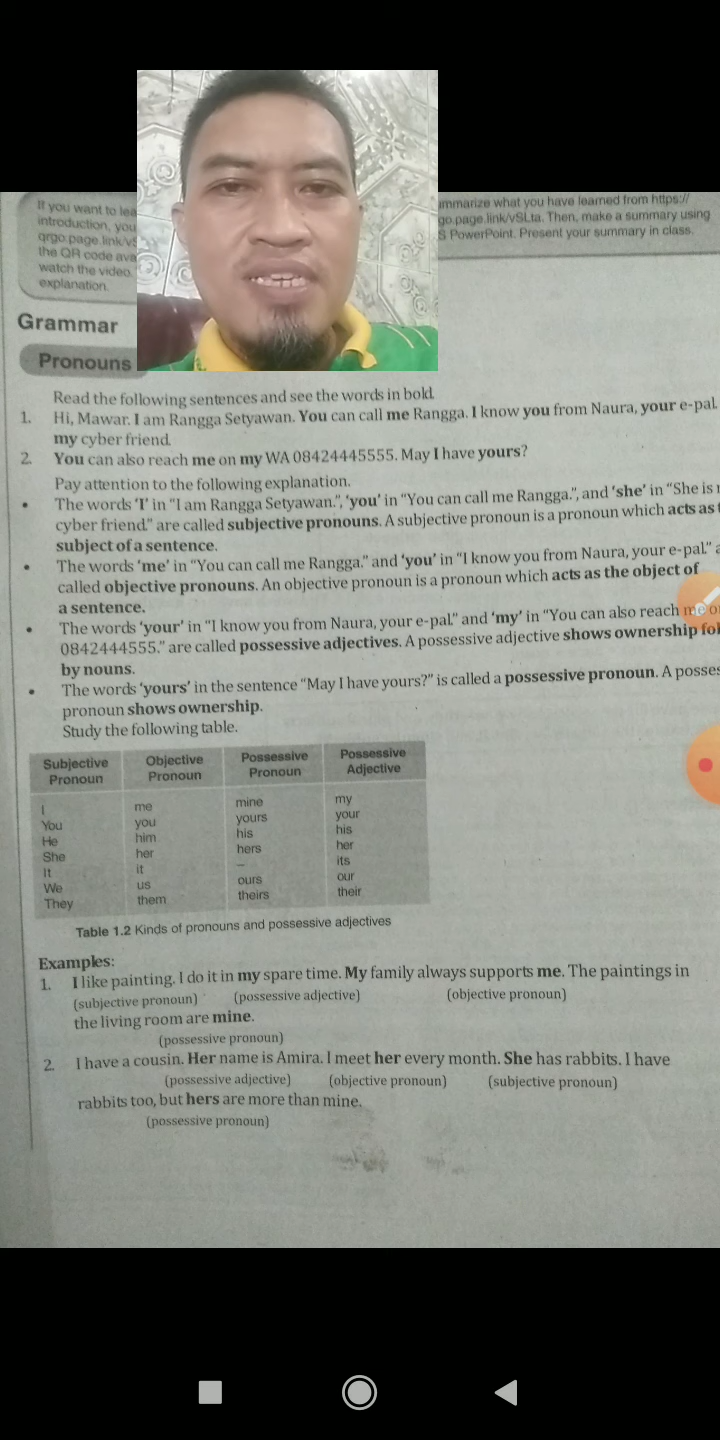 If you want to lea
introduction, you
qrgo.page.link/vS
the QR code ava
watch the video
explanation.
ummarize what you have learned from https://
go.page.link/vSLta. Then, make a summary using
S PowerPoint. Present your summary in class.
Grammar
Pronouns
Read the following sentences and see the words in bold.
1. Hi, Mawar. I am Rangga Setyawan. You can call me Rangga. I know you from Naura, your e-pal.
my cyber friend.
2. You can also reach me on my WA 08424445555. May I have yours?
Pay attention to the following explanation.
• The words 'I' in "I am Rangga Setyawan.", 'you' in "You can call me Rangga.", and 'she' in "She is
cyber friend." are called subjective pronouns. A subjective pronoun is a pronoun which acts as
subject of a sentence.
• The words 'me' in "You can call me Rangga." and 'you' in "I know you from Naura, your e-pal." a
called objective pronouns. An objective pronoun is a pronoun which acts as the object of
a sentence.
• The words 'your' in "I know you from Naura, your e-pal." and 'my' in "You can also reach me o
0842444555." are called possessive adjectives. A possessive adjective shows ownership fol
by nouns.
• The words 'yours' in the sentence "May I have yours?" is called a possessive pronoun. A posses
pronoun shows ownership.
Study the following table.
Subjective Pronoun Objective Pronoun Possessive Pronoun Possessive Adjective
I me mine my
You you yours your
He him his his
She her hers her
It it – its
We us ours our
They them theirs their
Table 1.2 Kinds of pronouns and possessive adjectives
Examples:
1. I like painting. I do it in my spare time. My family always supports me. The paintings in
(subjective pronoun) (possessive adjective) (objective pronoun)
the living room are mine.
(possessive pronoun)
2. I have a cousin. Her name is Amira. I meet her every month. She has rabbits. I have
(possessive adjective) (objective pronoun) (subjective pronoun)
rabbits too, but hers are more than mine.
(possessive pronoun)